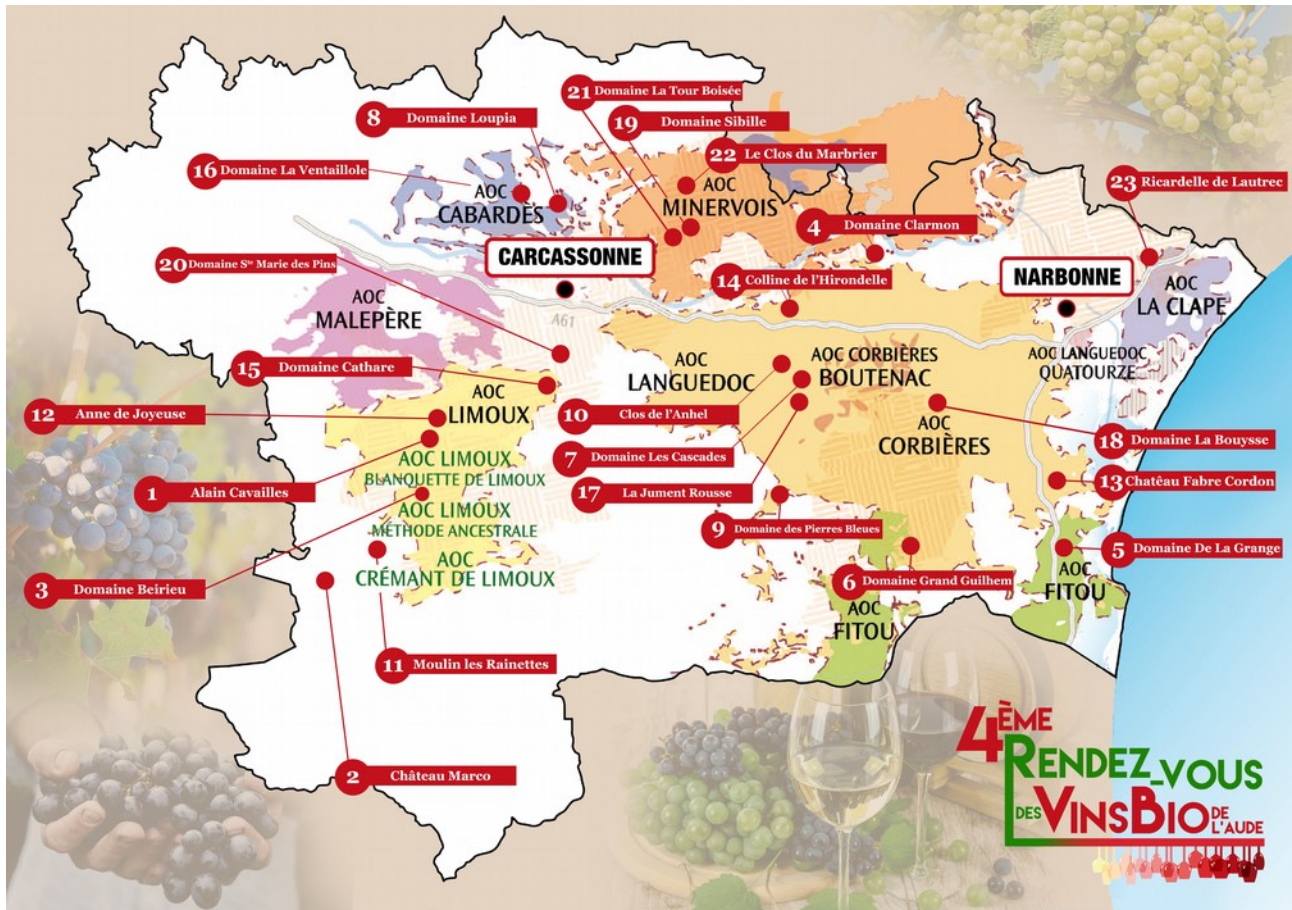 21 Domaine La Tour Boisée
8 Domaine Loupia
19 Domaine Sibille
16 Domaine La Ventaillole
22 Le Clos du Marbrier
23 Ricardelle de Lautrec
AOC
CABARDÈS
AOC
MINERVOIS
4 Domaine Clarmon
20 Domaine Ste Marie des Pins
CARCASSONNE
14 Colline de l'Hirondelle
NARBONNE
AOC
LA CLAPE
AOC
MALEPÈRE
A61
15 Domaine Cathare
AOC
LANGUEDOC
AOC CORBIÈRES
BOUTENAC
AOC LANGUEDOC
QUATOURZE
12 Anne de Joyeuse
AOC
LIMOUX
10 Clos de l'Anhel
AOC
CORBIÈRES
18 Domaine La Bouysse
7 Domaine Les Cascades
1 Alain Cavailles
AOC LIMOUX
BLANQUETTE DE LIMOUX
17 La Jument Rousse
13 Chatêau Fabre Cordon
AOC LIMOUX
MÉTHODE ANCESTRALE
9 Domaine des Pierres Bleues
5 Domaine De La Grange
3 Domaine Beirieu
AOC
CRÉMANT DE LIMOUX
6 Domaine Grand Guilhem
AOC
FITOU
AOC
FITOU
11 Moulin les Rainettes
2 Château Marco
4ÈME
RENDEZ-VOUS
DES VINS BIO DE L'AUDE